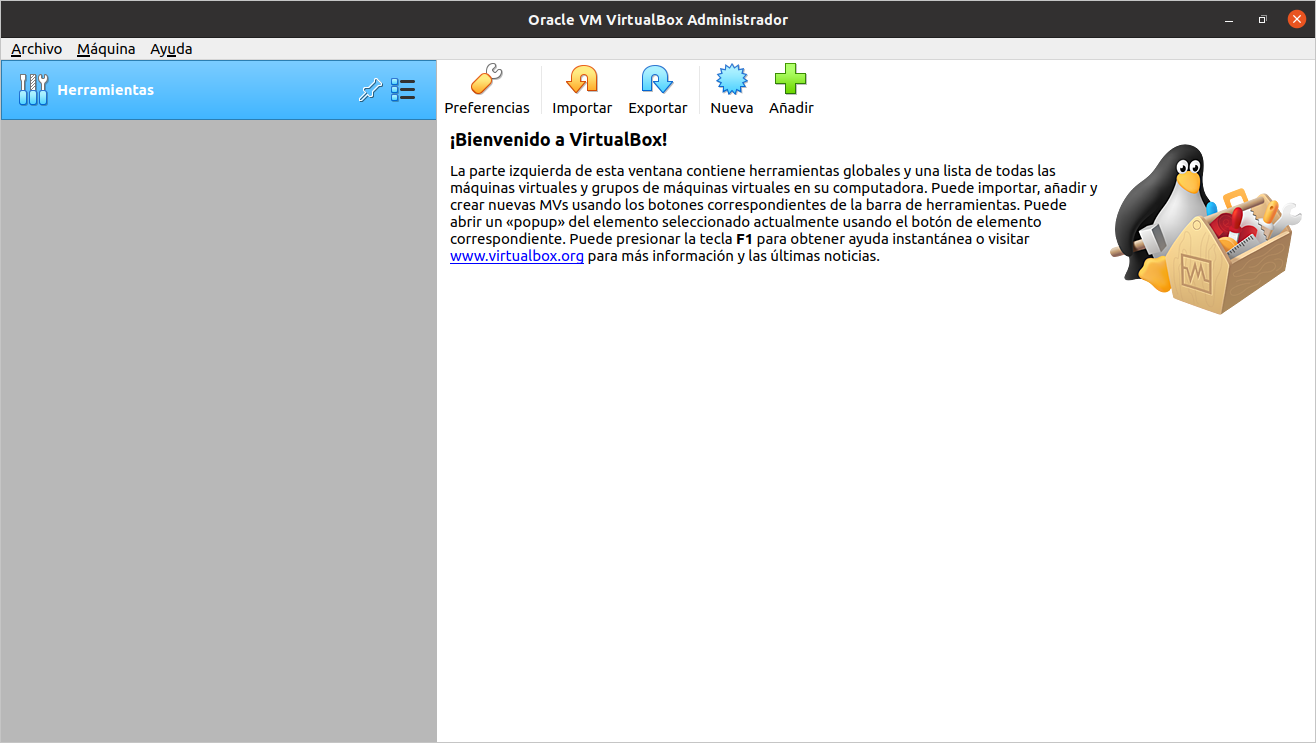 Oracle VM VirtualBox Administrador
Archivo Máquina Ayuda
Herramientas
Preferencias Importar Exportar Nueva Añadir
¡Bienvenido a VirtualBox!
La parte izquierda de esta ventana contiene herramientas globales y una lista de todas las
máquinas virtuales y grupos de máquinas virtuales en su computadora. Puede importar, añadir y
crear nuevas MVs usando los botones correspondientes de la barra de herramientas. Puede
abrir un «popup» del elemento seleccionado actualmente usando el botón de elemento
correspondiente. Puede presionar la tecla F1 para obtener ayuda instantánea o visitar
www.virtualbox.org para más información y las últimas noticias.